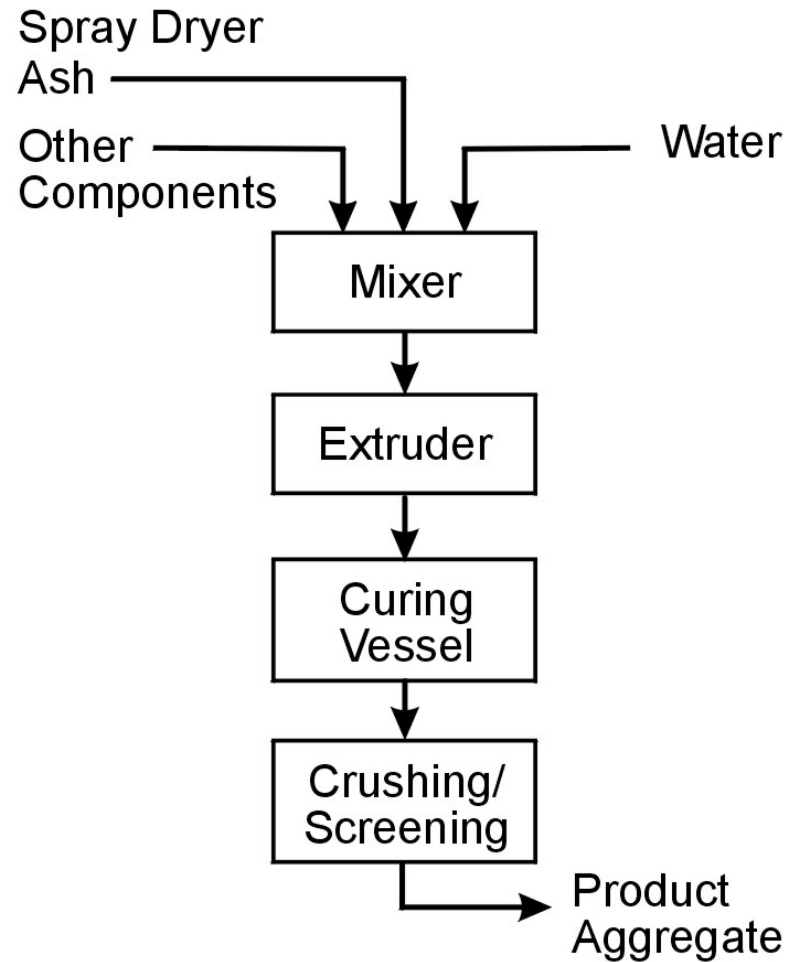 Spray Dryer
Ash
Other
Components
Water
Mixer
Extruder
Curing
Vessel
Crushing/
Screening
Product
Aggregate